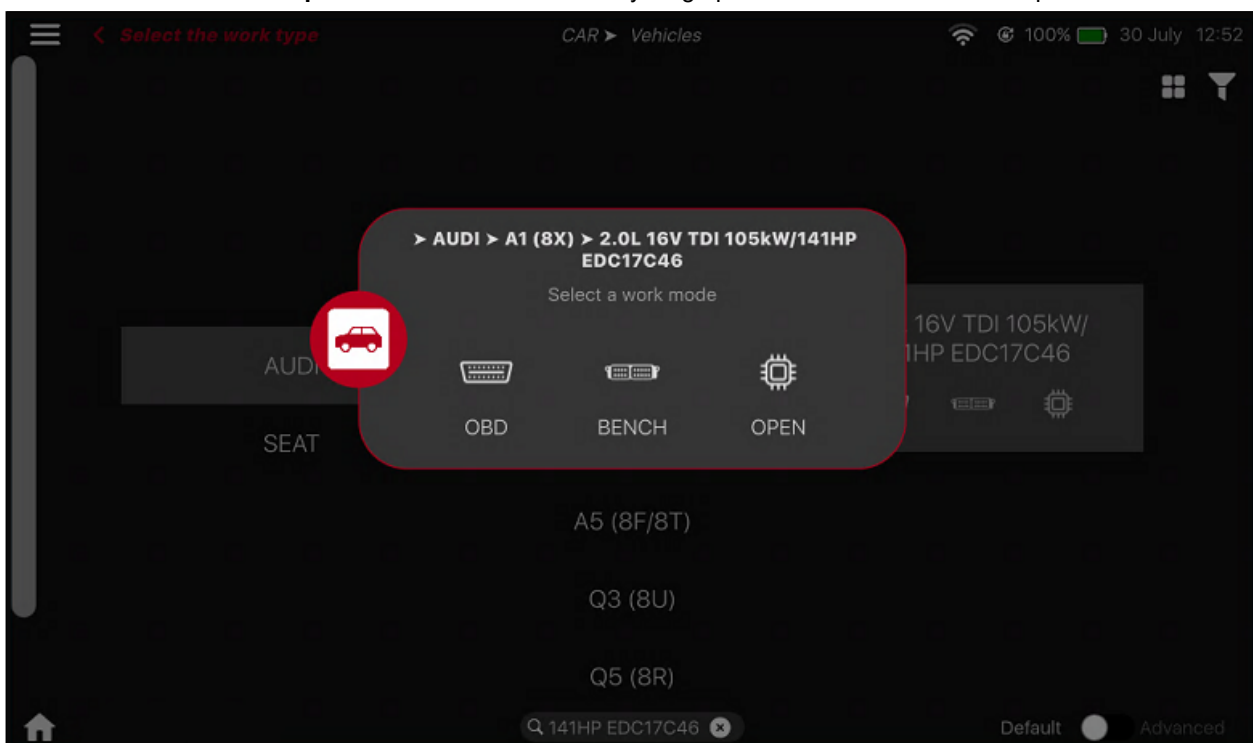 Select the work type
CAR ➤ Vehicles
100%
30 July 12:52
➤ AUDI ➤ A1 (8X) ➤ 2.0L 16V TDI 105kW/141HP
EDC17C46
Select a work mode
OBD
BENCH
OPEN
AUDI
SEAT
16V TDI 105kW/
1HP EDC17C46
A5 (8F/8T)
Q3 (8U)
Q5 (8R)
141HP EDC17C46
Default
Advanced